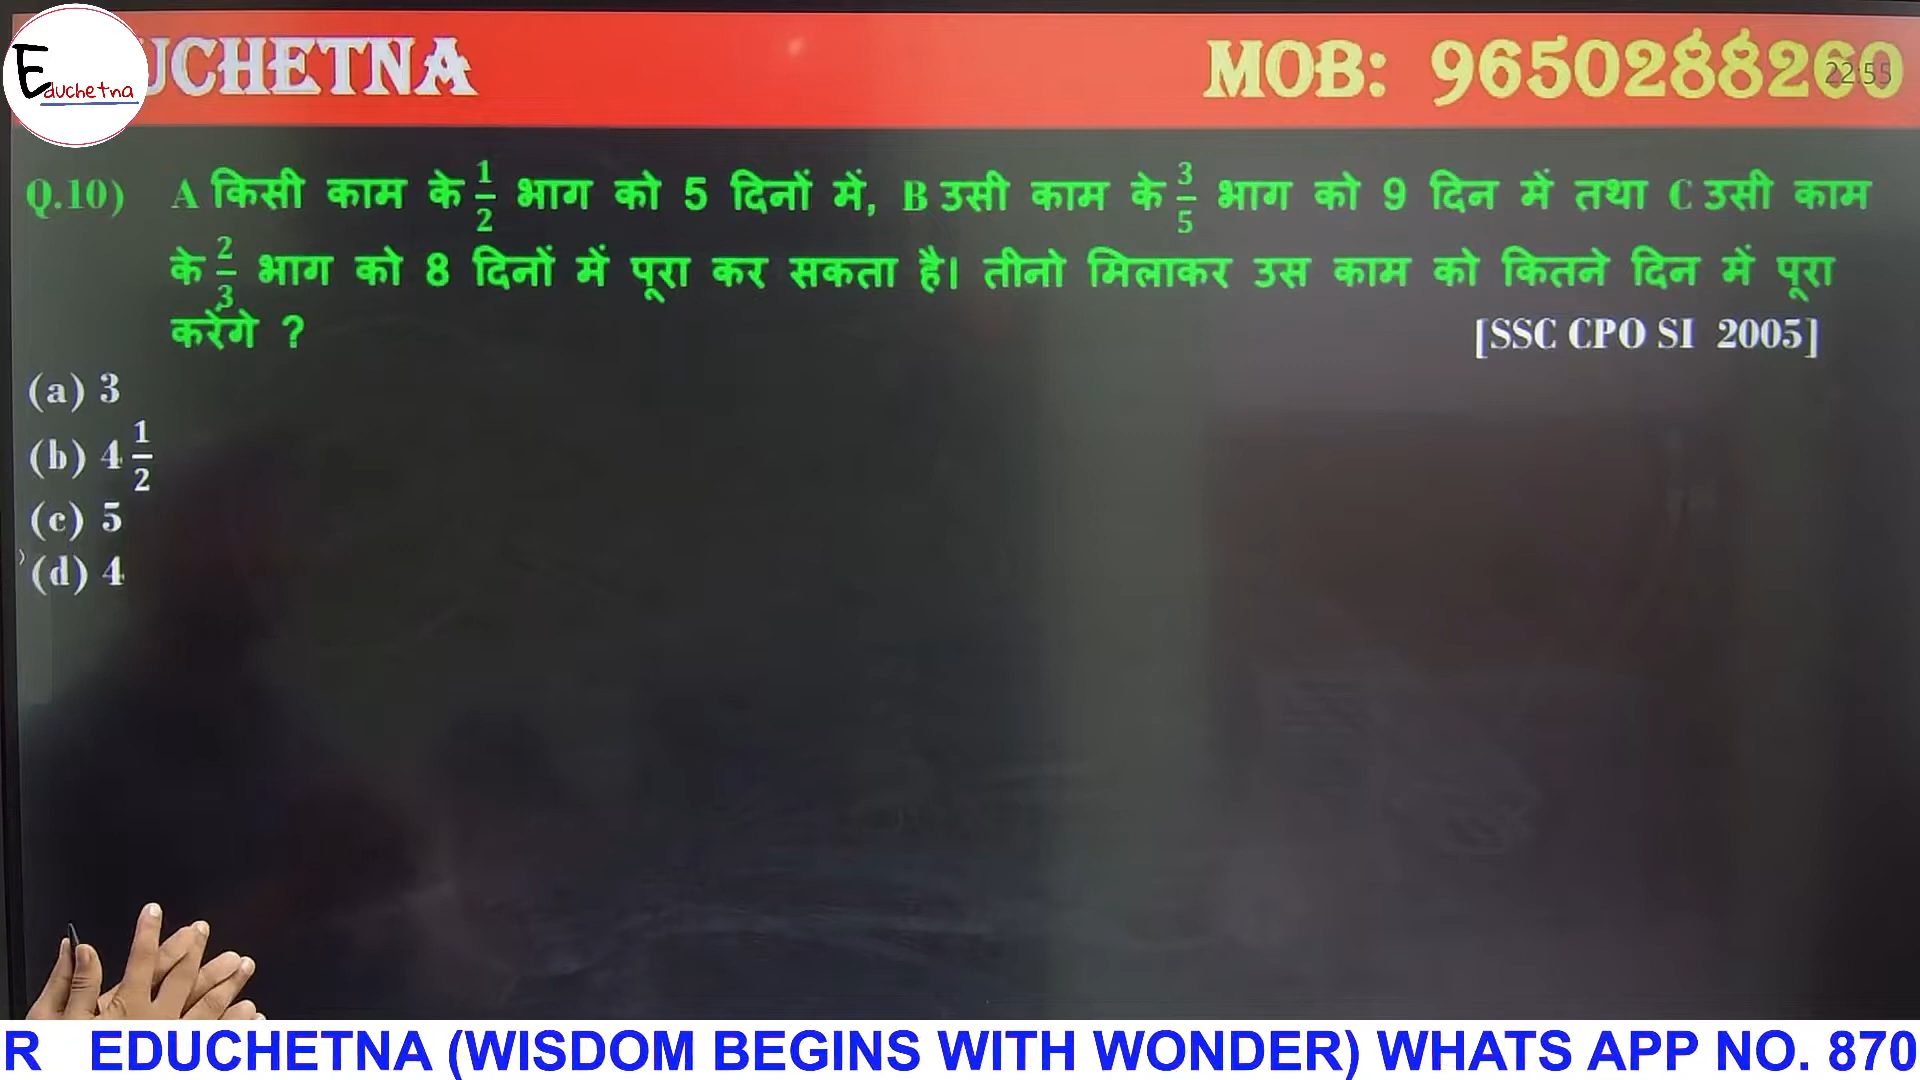 Educhetna
UCHETNA
MOB: 9650288260
22:55
Q.10) A किसी काम के 1/2 भाग को 5 दिनों में, B उसी काम के 3/5 भाग को 9 दिन में तथा C उसी काम
के 2/3 भाग को 8 दिनों में पूरा कर सकता है। तीनो मिलाकर उस काम को कितने दिन में पूरा
करेंगे ?
[SSC CPO SI 2005]
(a) 3
(b) 4 1/2
(c) 5
(d) 4
R EDUCHETNA (WISDOM BEGINS WITH WONDER) WHATS APP NO. 870